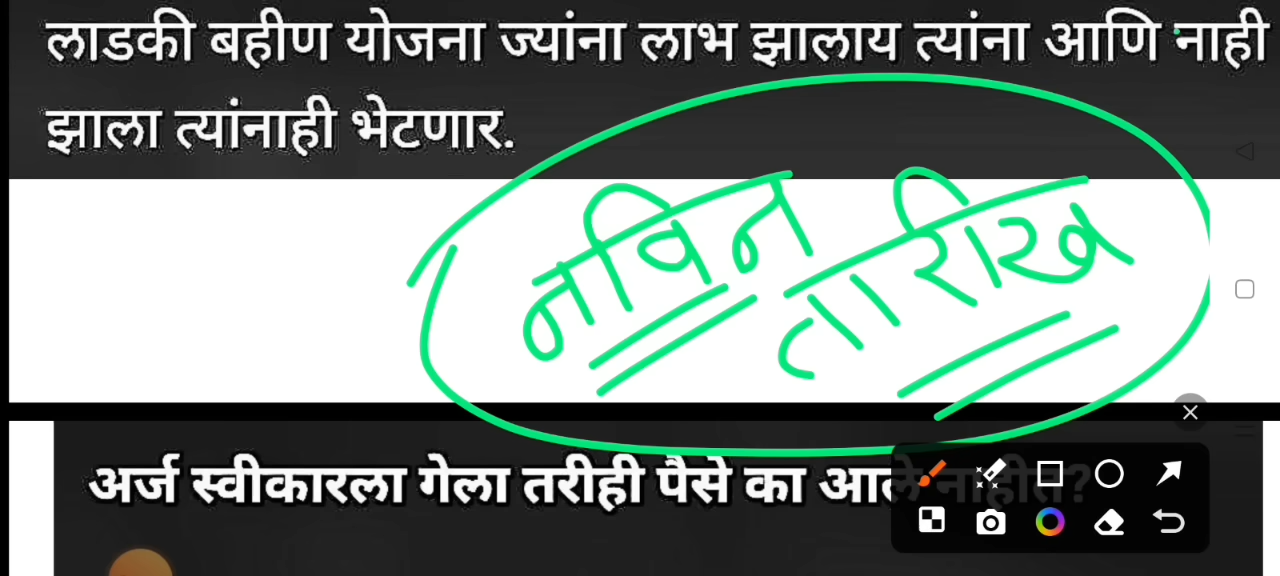 लाडकी बहीण योजना ज्यांना लाभ झालाय त्यांना आणि नाही
झाला त्यांनाही भेटणार.
नविन तारीख
अर्ज स्वीकारला गेला तरीही पैसे का आले नाहीत?